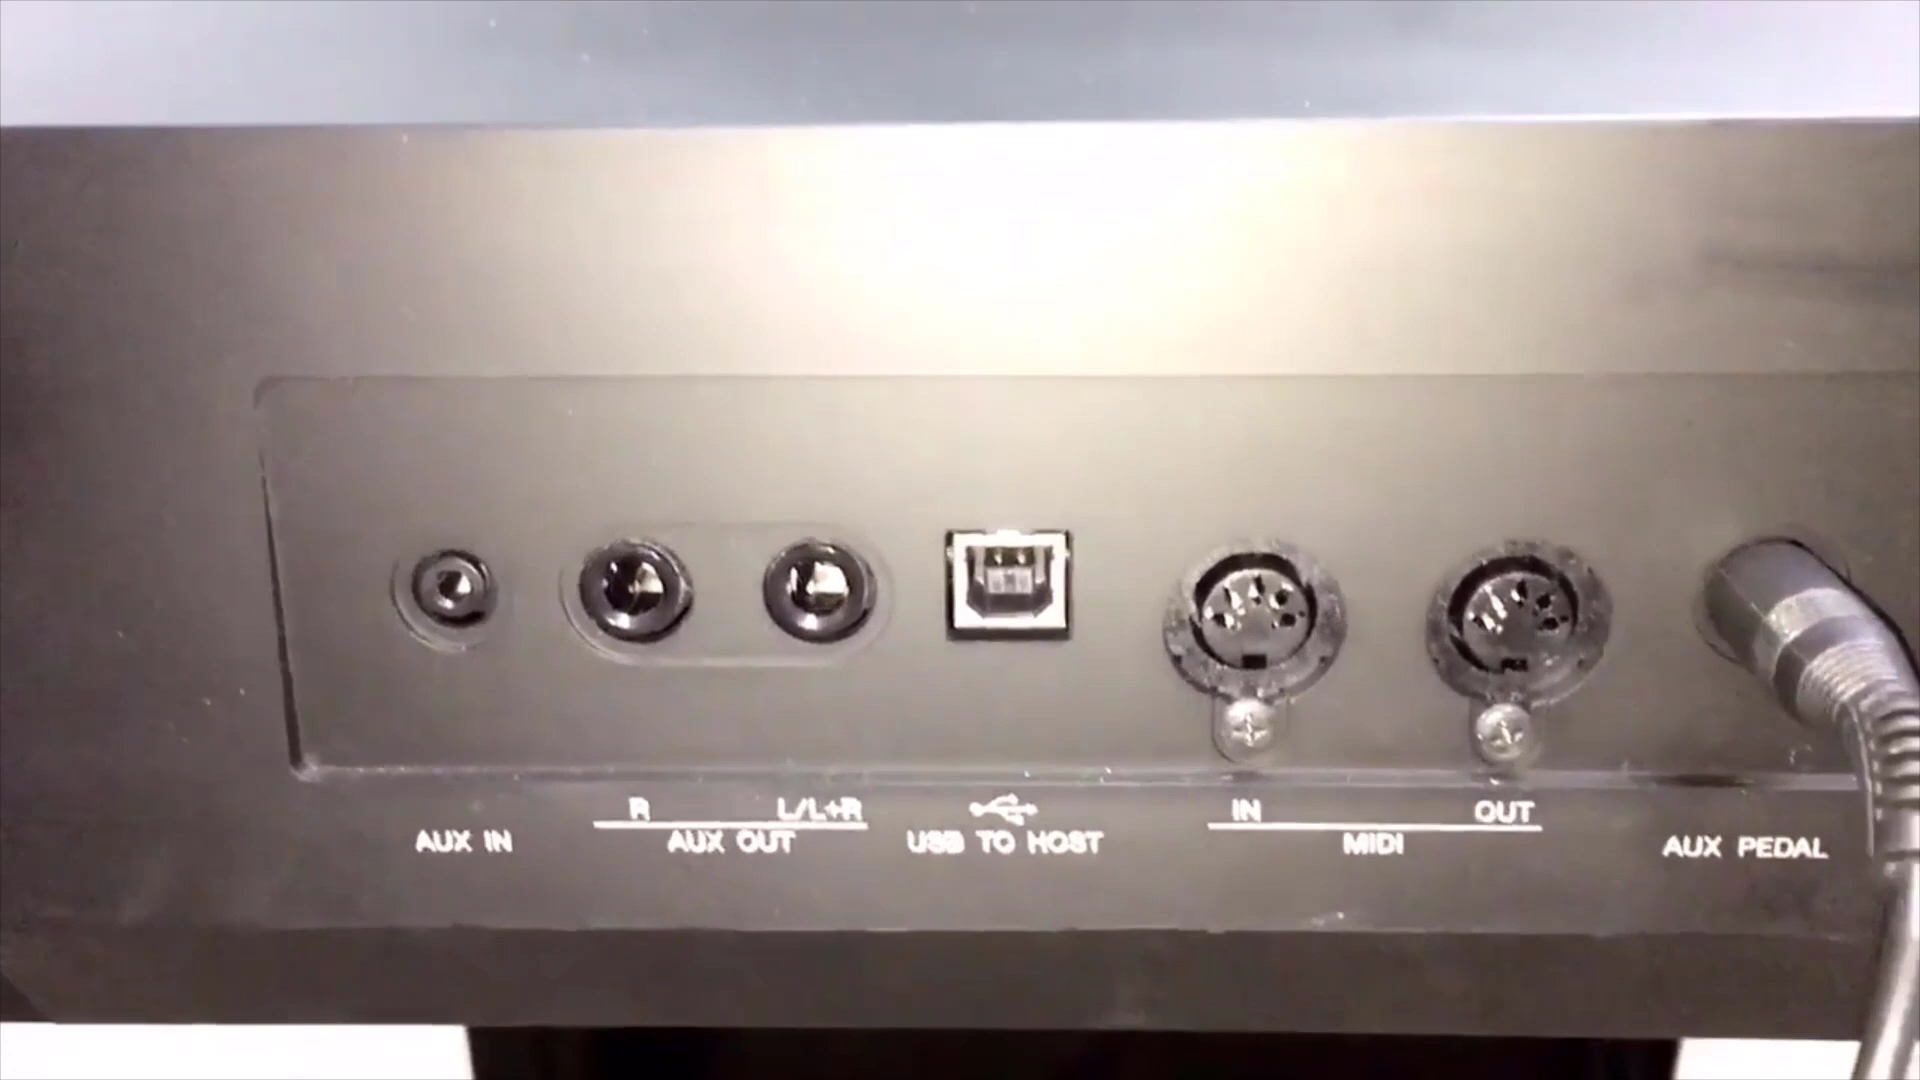 R L/L+R IN OUT
AUX IN AUX OUT USB TO HOST MIDI AUX PEDAL